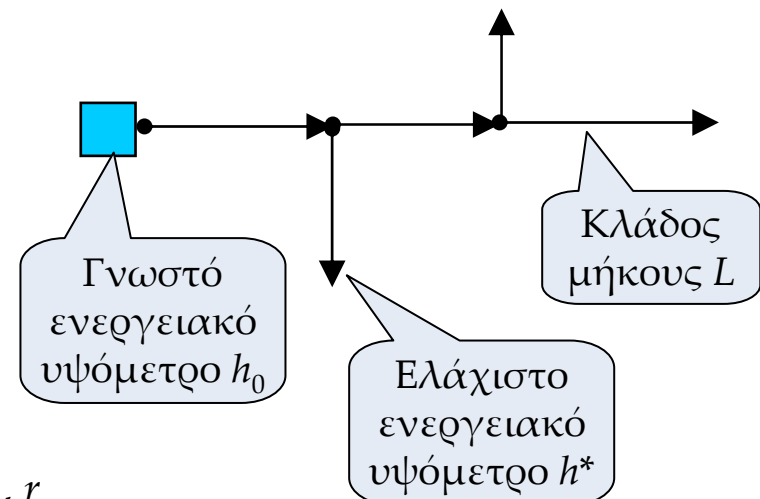 Γνωστό
ενεργειακό
υψόμετρο h₀
Κλάδος
μήκους L
Ελάχιστο
ενεργειακό
υψόμετρο h*
r